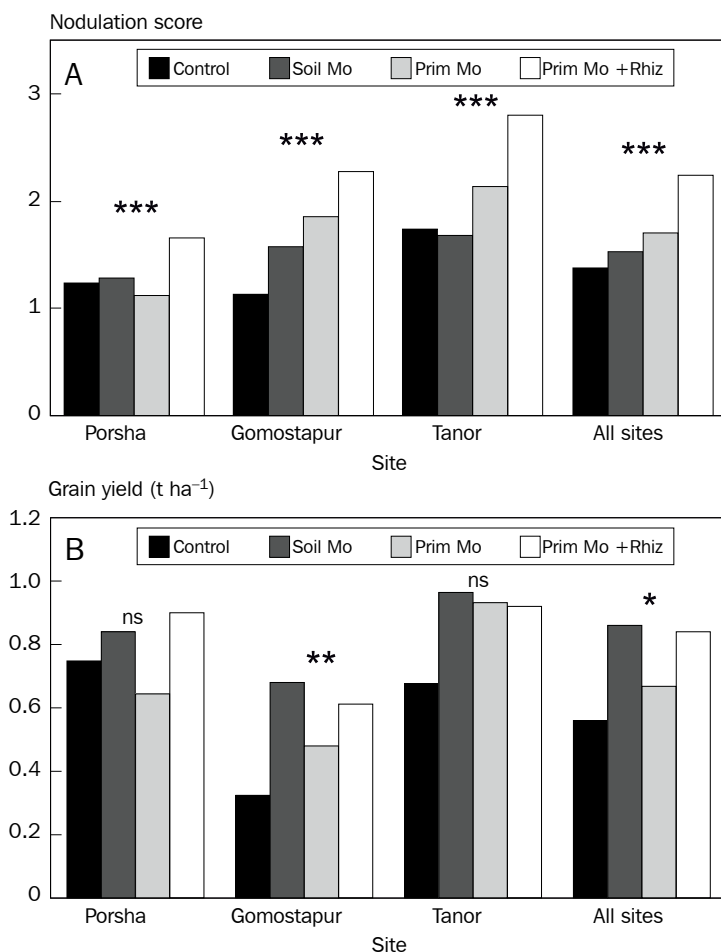 Nodulation score
A
Control Soil Mo Prim Mo Prim Mo +Rhiz
3
***
***
***
***
2
1
0
Porsha Gomostapur Tanor All sites
Site
Grain yield (t ha⁻¹)
1.2
B
Control Soil Mo Prim Mo Prim Mo +Rhiz
1.0
ns
*
0.8
ns
**
0.6
0.4
0.2
0
Porsha Gomostapur Tanor All sites
Site